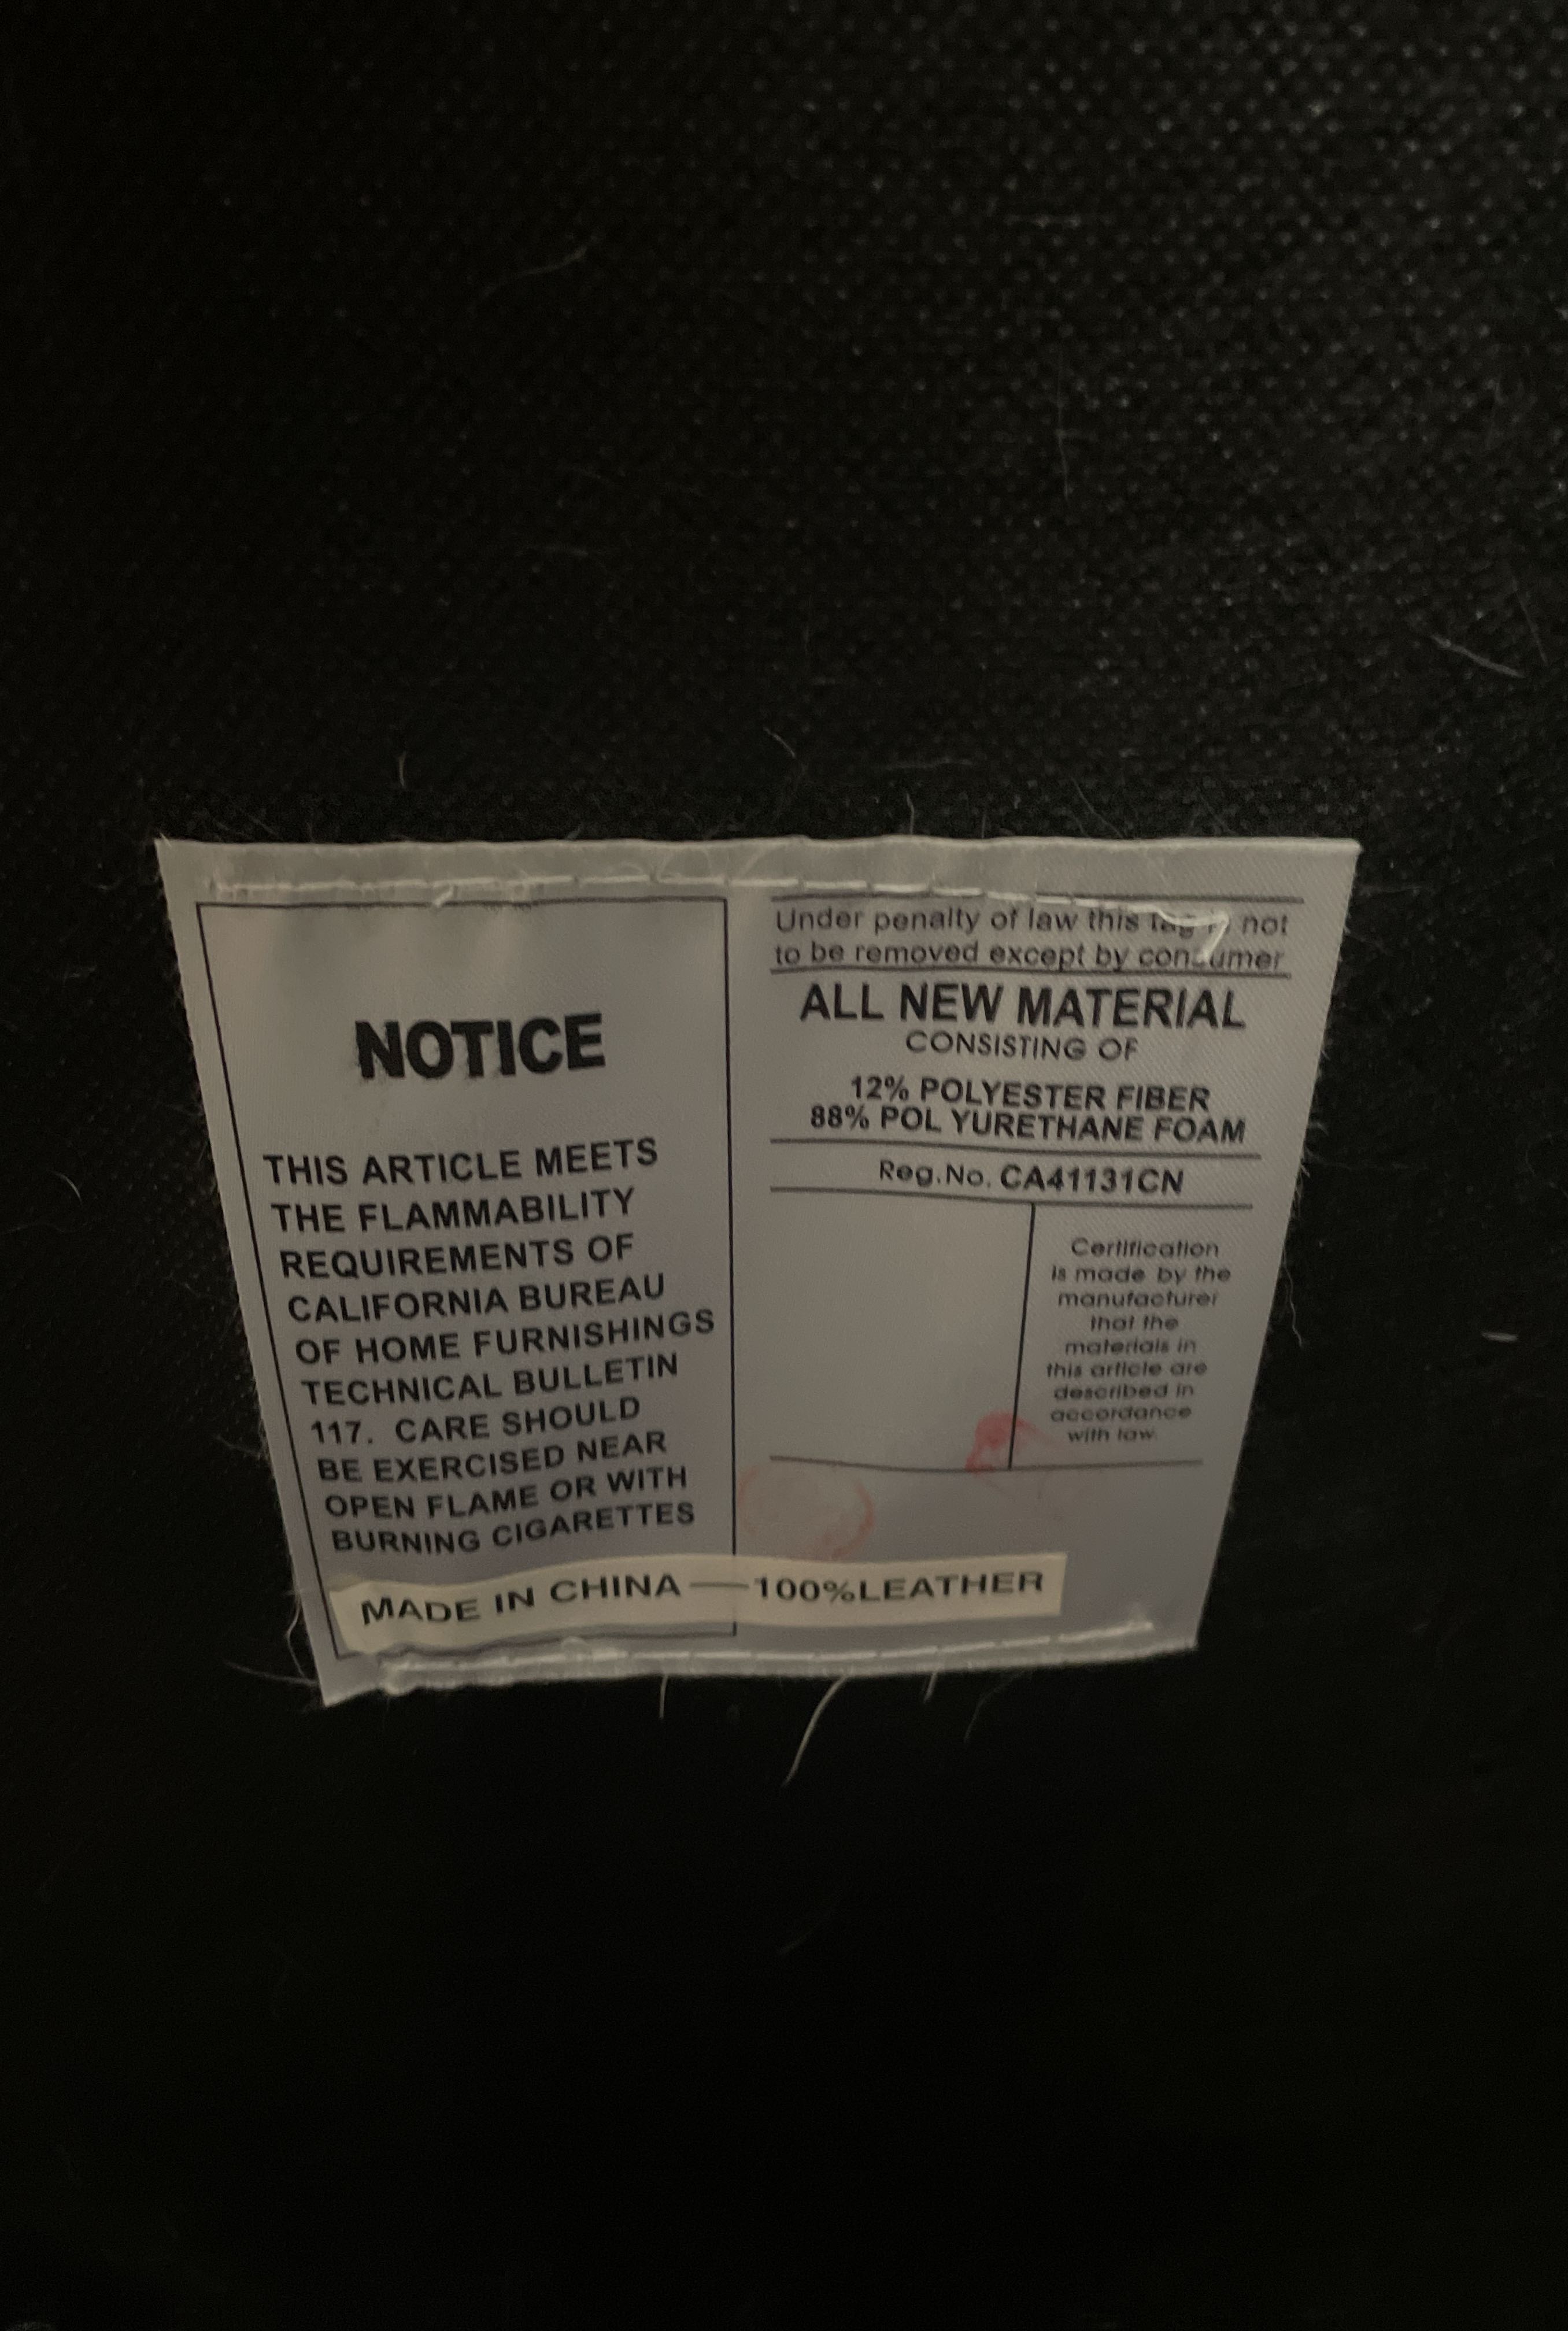 NOTICE
THIS ARTICLE MEETS
THE FLAMMABILITY
REQUIREMENTS OF
CALIFORNIA BUREAU
OF HOME FURNISHINGS
TECHNICAL BULLETIN
117. CARE SHOULD
BE EXERCISED NEAR
OPEN FLAME OR WITH
BURNING CIGARETTES
Under penalty of law this tag is not
to be removed except by consumer
ALL NEW MATERIAL
CONSISTING OF
12% POLYESTER FIBER
88% POL YURETHANE FOAM
Reg.No. CA41131CN
Certification
is made by the
manufacturer
that the
materials in
this article are
described in
accordance
with law.
MADE IN CHINA — 100%LEATHER